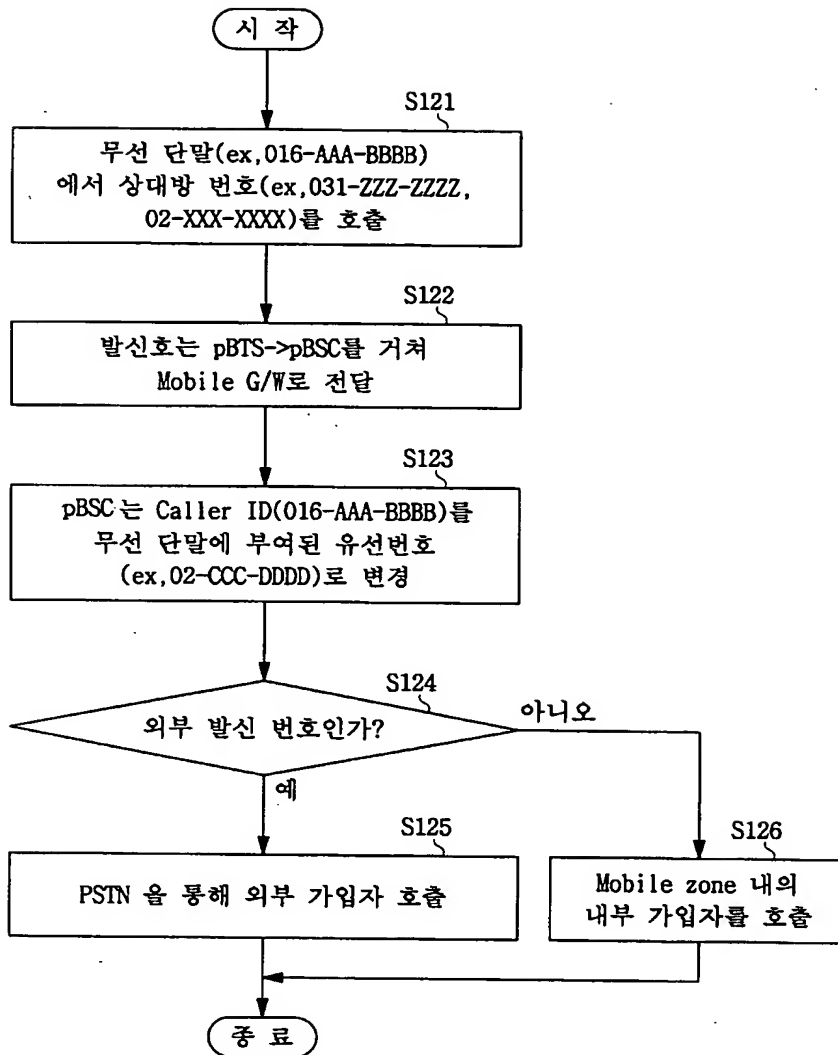 시 작
S121
무선 단말(ex,016-AAA-BBBB)
에서 상대방 번호(ex,031-ZZZ-ZZZZ,
02-XXX-XXXX)를 호출
S122
발신호는 pBTS->pBSC를 거쳐
Mobile G/W로 전달
S123
pBSC는 Caller ID(016-AAA-BBBB)를
무선 단말에 부여된 유선번호
(ex,02-CCC-DDDD)로 변경
S124
외부 발신 번호인가?
아니오
예
S125
PSTN 을 통해 외부 가입자 호출
S126
Mobile zone 내의
내부 가입자를 호출
종 료